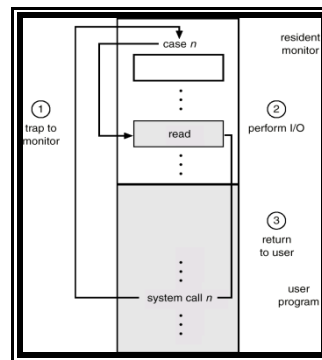 case n
resident
monitor
1
trap to
monitor
read
2
perform I/O
3
return
to user
system call n
user
program